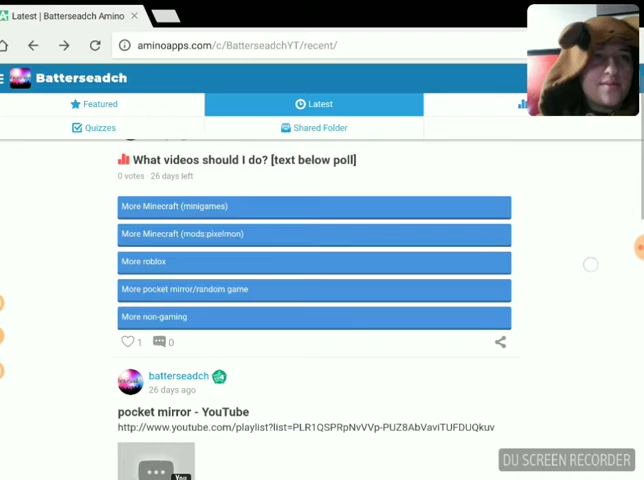 Latest | Batterseadch Amino
aminoapps.com/c/BatterseadchYT/recent/
Batterseadch
Featured
Latest
Quizzes
Shared Folder
What videos should I do? [text below poll]
0 votes · 26 days left
More Minecraft (minigames)
More Minecraft (mods:pixelmon)
More roblox
More pocket mirror/random game
More non-gaming
1
0
batterseadch
26 days ago
pocket mirror - YouTube
http://www.youtube.com/playlist?list=PLR1QSPRpNvVVp-PUZ8AbVaviTUFDUQkuv
You
DU SCREEN RECORDER